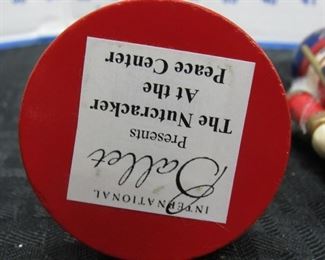 INTERNATIONAL
Ballet
Presents
The Nutcracker
At the
Peace Center